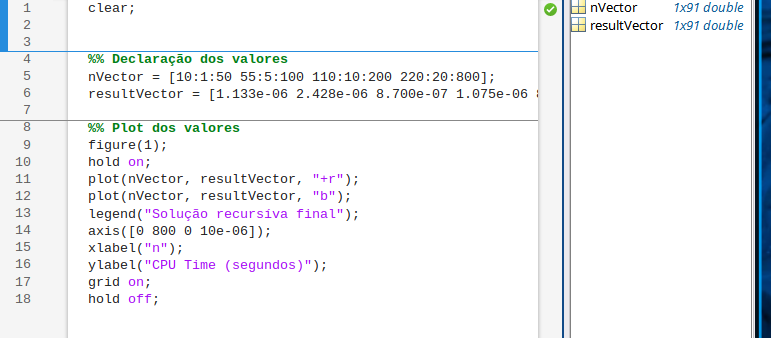 1 clear;
2
3
4 %% Declaração dos valores
5 nVector = [10:1:50 55:5:100 110:10:200 220:20:800];
6 resultVector = [1.133e-06 2.428e-06 8.700e-07 1.075e-06
7
8 %% Plot dos valores
9 figure(1);
10 hold on;
11 plot(nVector, resultVector, "+r");
12 plot(nVector, resultVector, "b");
13 legend("Solução recursiva final");
14 axis([0 800 0 10e-06]);
15 xlabel("n");
16 ylabel("CPU Time (segundos)");
17 grid on;
18 hold off;
nVector 1x91 double
resultVector 1x91 double